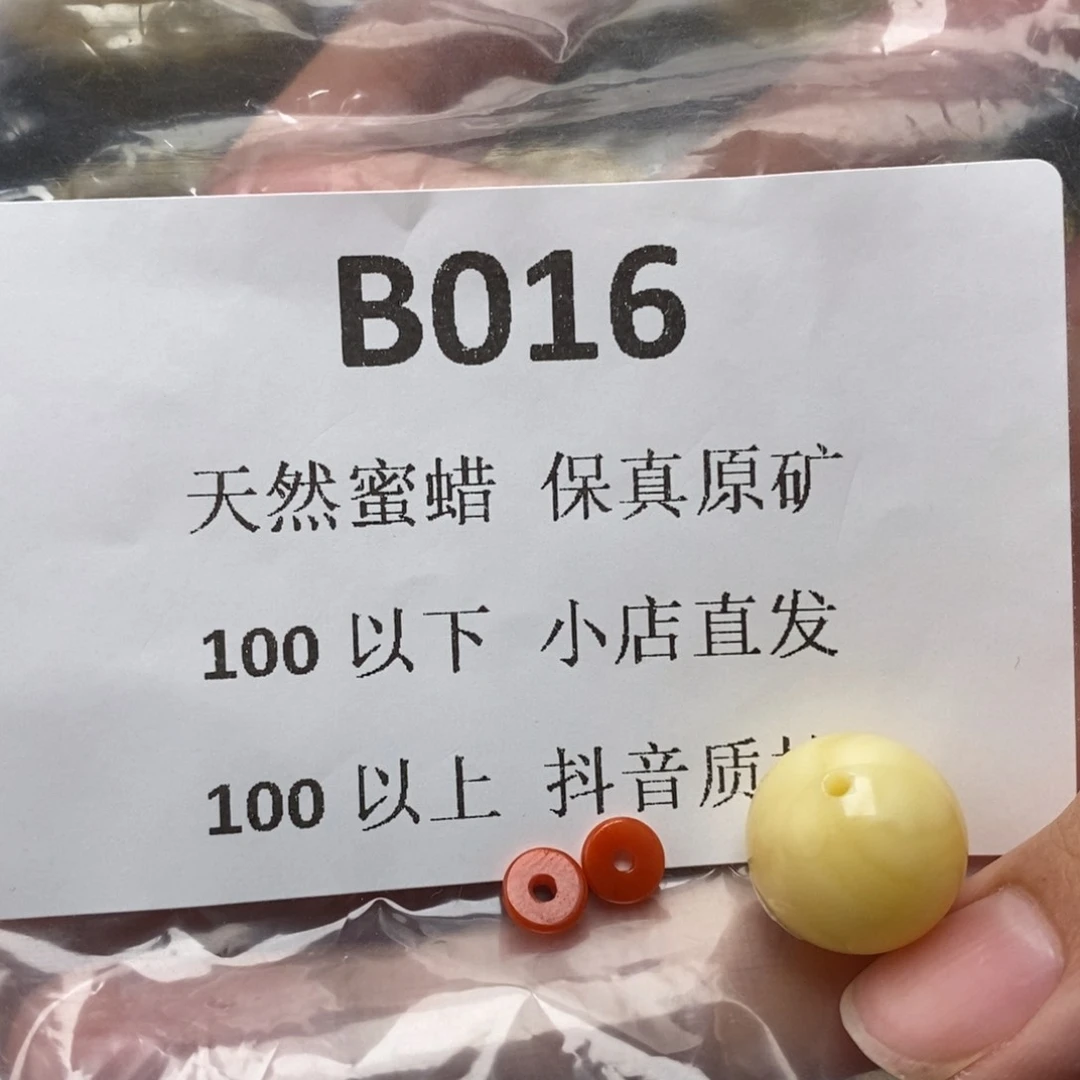 B016
天然蜜蜡 保真原矿
100 以下 小店直发
100 以上 抖音质